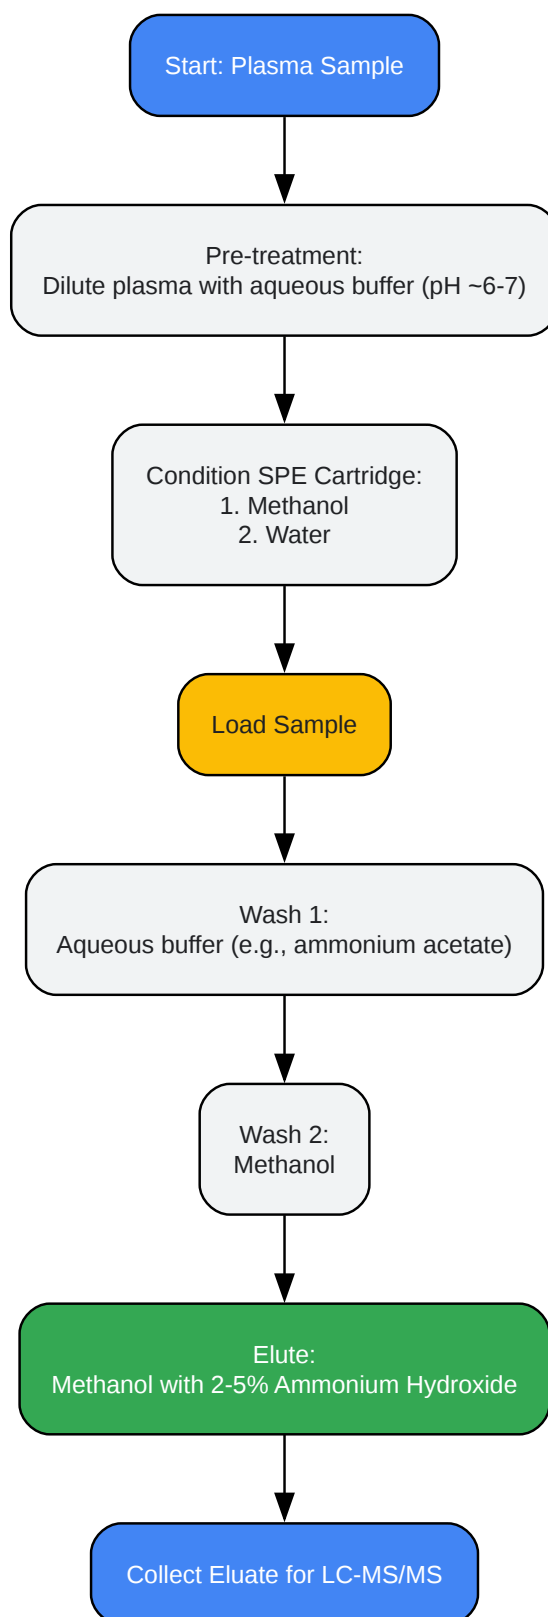 Start: Plasma Sample
Pre-treatment:
Dilute plasma with aqueous buffer (pH ~6-7)
Condition SPE Cartridge:
1. Methanol
2. Water
Load Sample
Wash 1:
Aqueous buffer (e.g., ammonium acetate)
Wash 2:
Methanol
Elute:
Methanol with 2-5% Ammonium Hydroxide
Collect Eluate for LC-MS/MS